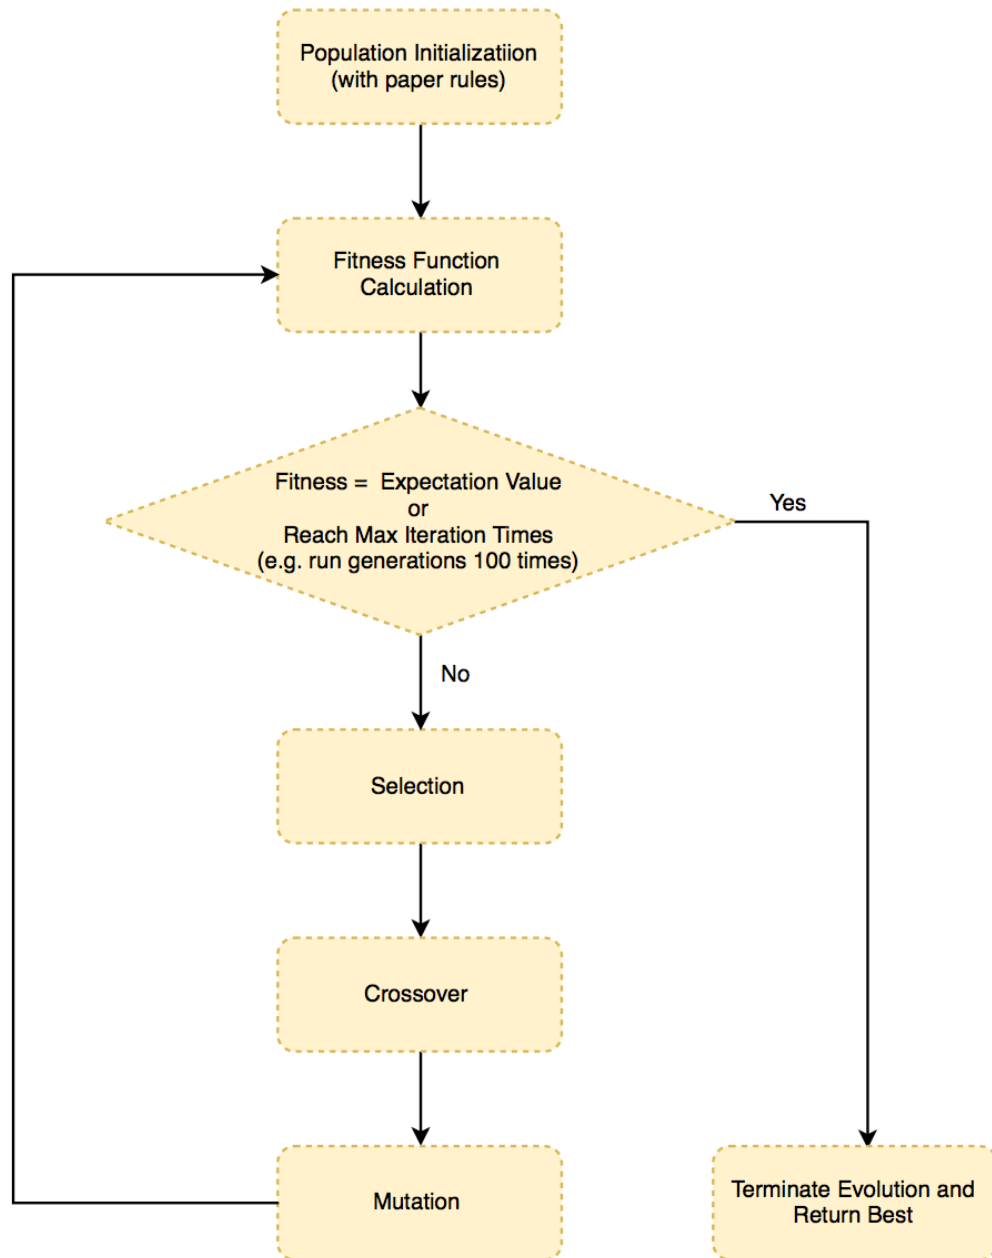 Population Initializatiion
(with paper rules)
Fitness Function
Calculation
Fitness =  Expectation Value
or
Reach Max Iteration Times
(e.g. run generations 100 times)
Yes
No
Selection
Crossover
Mutation
Terminate Evolution and
Return Best